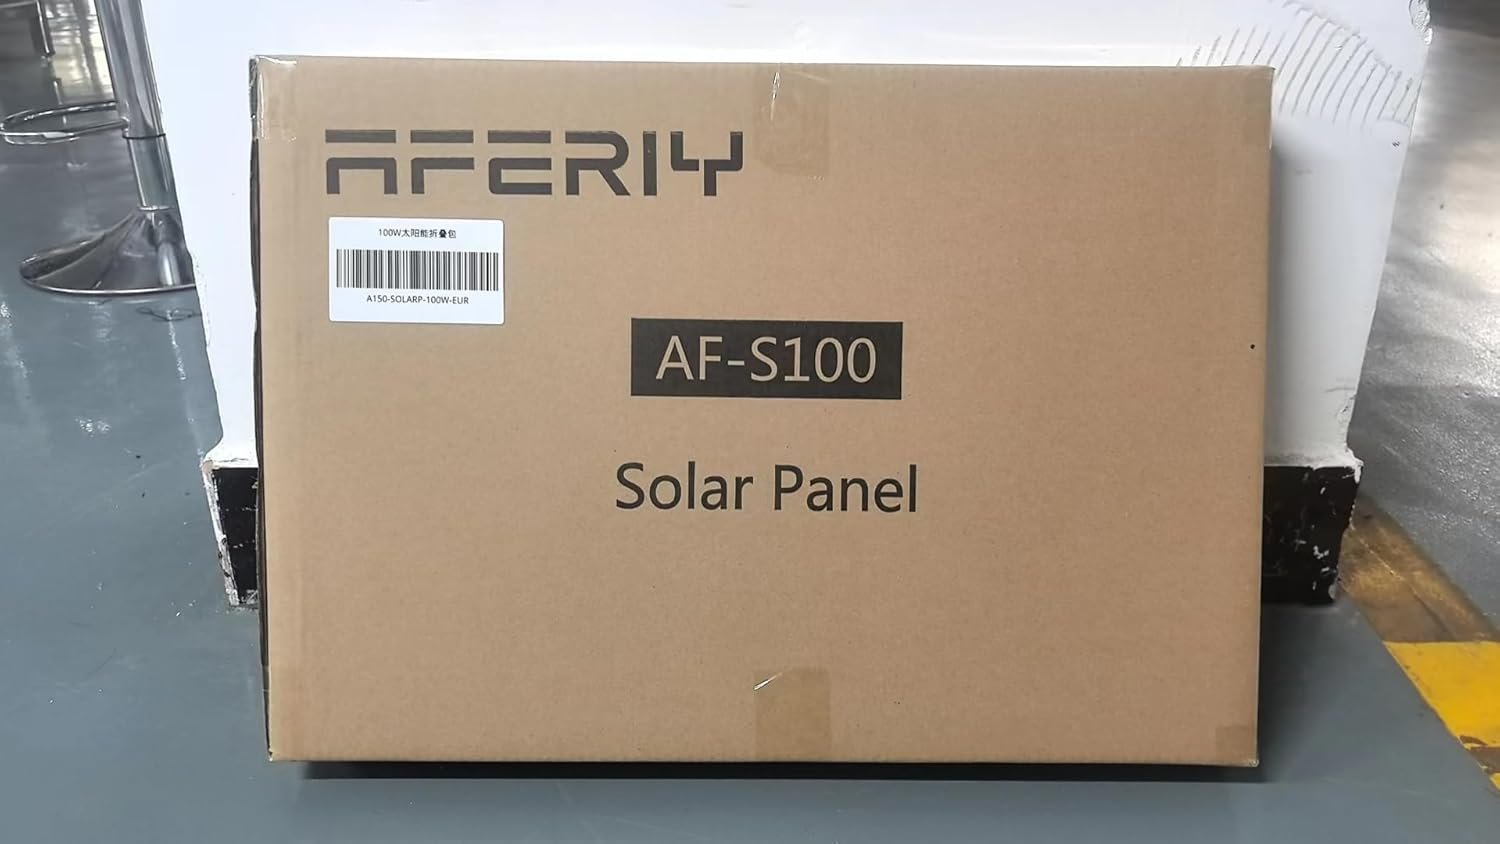 AFERIY
100W太阳能折叠包
A150-SOLARP-100W-EUR
AF-S100
Solar Panel